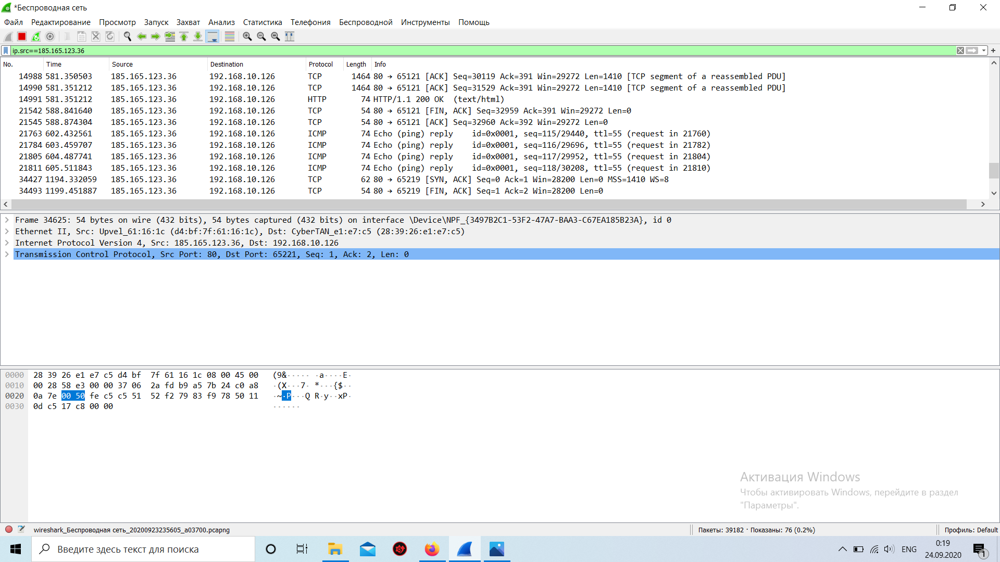 *Беспроводная сеть
Файл Редактирование Просмотр Запуск Захват Анализ Статистика Телефония Беспроводной Инструменты Помощь
ip.src==185.165.123.36
No. Time Source Destination Protocol Length Info
14988 581.350503 185.165.123.36 192.168.10.126 TCP 1464 80 → 65121 [ACK] Seq=30119 Ack=391 Win=29272 Len=1410 [TCP segment of a reassembled PDU]
14990 581.351212 185.165.123.36 192.168.10.126 TCP 1464 80 → 65121 [ACK] Seq=31529 Ack=391 Win=29272 Len=1410 [TCP segment of a reassembled PDU]
14991 581.351212 185.165.123.36 192.168.10.126 HTTP 74 HTTP/1.1 200 OK (text/html)
21542 588.841640 185.165.123.36 192.168.10.126 TCP 54 80 → 65121 [FIN, ACK] Seq=32959 Ack=391 Win=29272 Len=0
21545 588.874304 185.165.123.36 192.168.10.126 TCP 54 80 → 65121 [ACK] Seq=32960 Ack=392 Win=29272 Len=0
21763 602.432561 185.165.123.36 192.168.10.126 ICMP 74 Echo (ping) reply id=0x0001, seq=115/29440, ttl=55 (request in 21760)
21784 603.459707 185.165.123.36 192.168.10.126 ICMP 74 Echo (ping) reply id=0x0001, seq=116/29696, ttl=55 (request in 21782)
21805 604.487741 185.165.123.36 192.168.10.126 ICMP 74 Echo (ping) reply id=0x0001, seq=117/29952, ttl=55 (request in 21804)
21811 605.511843 185.165.123.36 192.168.10.126 ICMP 74 Echo (ping) reply id=0x0001, seq=118/30208, ttl=55 (request in 21810)
34427 1194.332059 185.165.123.36 192.168.10.126 TCP 62 80 → 65219 [SYN, ACK] Seq=0 Ack=1 Win=28200 Len=0 MSS=1410 WS=8
34493 1199.451887 185.165.123.36 192.168.10.126 TCP 54 80 → 65219 [FIN, ACK] Seq=1 Ack=2 Win=28200 Len=0
Frame 34625: 54 bytes on wire (432 bits), 54 bytes captured (432 bits) on interface \Device\NPF_{3497B2C1-53F2-47A7-BAA3-C67EA185B23A}, id 0
Ethernet II, Src: Upvel_61:16:1c (d4:bf:7f:61:16:1c), Dst: CyberTAN_e1:e7:c5 (28:39:26:e1:e7:c5)
Internet Protocol Version 4, Src: 185.165.123.36, Dst: 192.168.10.126
Transmission Control Protocol, Src Port: 80, Dst Port: 65221, Seq: 1, Ack: 2, Len: 0
0000 28 39 26 e1 e7 c5 d4 bf 7f 61 16 1c 08 00 45 00 (9&····· ·a····E·
0010 00 28 58 e3 00 00 37 06 2a fd b9 a5 7b 24 c0 a8 ·(X···7· *···{$··
0020 0a 7e 00 50 fe c5 c5 51 52 f2 79 83 f9 78 50 11 ·~·P···Q R·y··xP·
0030 0d c5 17 c8 00 00 ······
Активация Windows
Чтобы активировать Windows, перейдите в раздел
"Параметры".
wireshark_Беспроводная сеть_20200923235605_a03700.pcapng Пакеты: 39182 · Показаны: 76 (0.2%) Профиль: Default
Введите здесь текст для поиска ENG 0:19
24.09.2020
1